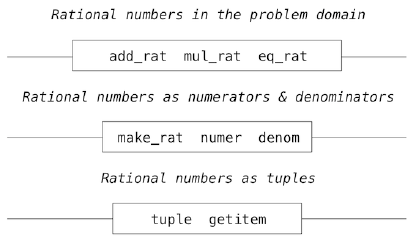 Rational numbers in the problem domain
add_rat mul_rat eq_rat
Rational numbers as numerators & denominators
make_rat numer denom
Rational numbers as tuples
tuple getitem